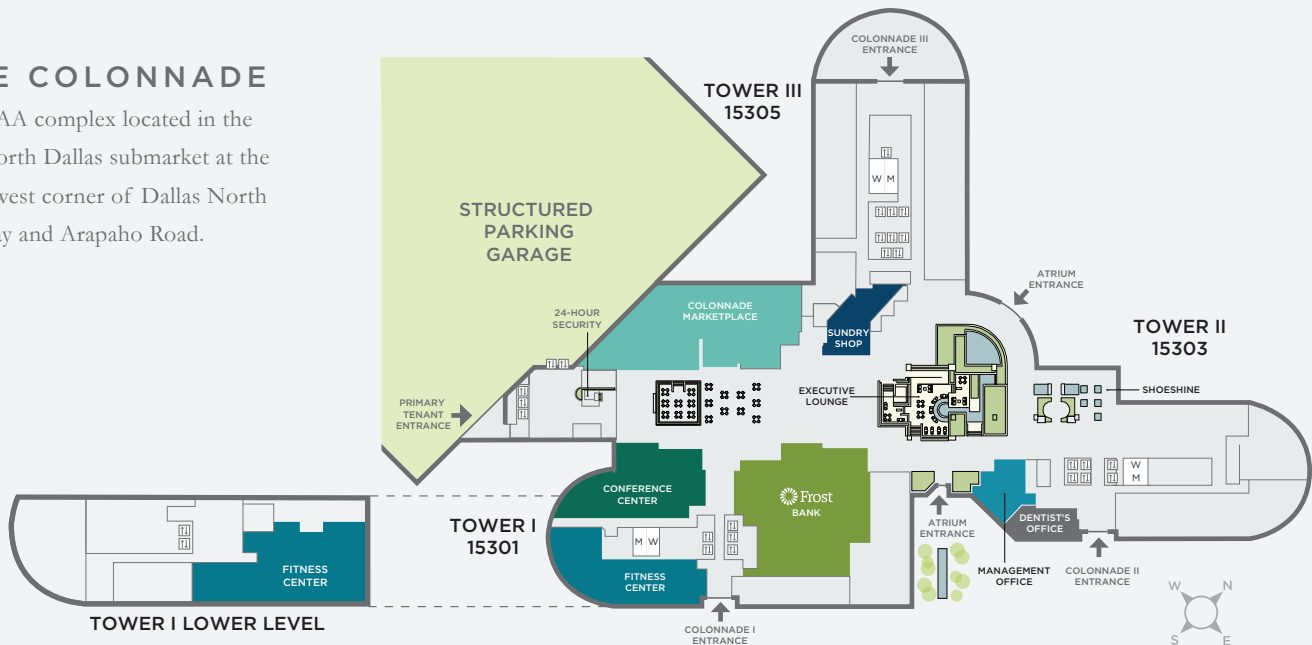 E COLONNADE
AA complex located in the
orth Dallas submarket at the
west corner of Dallas North
ay and Arapaho Road.
COLONNADE III
ENTRANCE
TOWER III
15305
W M
STRUCTURED
PARKING
GARAGE
ATRIUM
ENTRANCE
24-HOUR
SECURITY
COLONNADE
MARKETPLACE
SUNDRY
SHOP
TOWER II
15303
EXECUTIVE
LOUNGE
SHOESHINE
PRIMARY
TENANT
ENTRANCE
W
M
CONFERENCE
CENTER
Frost
BANK
TOWER I
15301
M W
FITNESS
CENTER
ATRIUM
ENTRANCE
DENTIST'S
OFFICE
MANAGEMENT
OFFICE
COLONNADE II
ENTRANCE
FITNESS
CENTER
TOWER I LOWER LEVEL
COLONNADE I
ENTRANCE
W N
S E